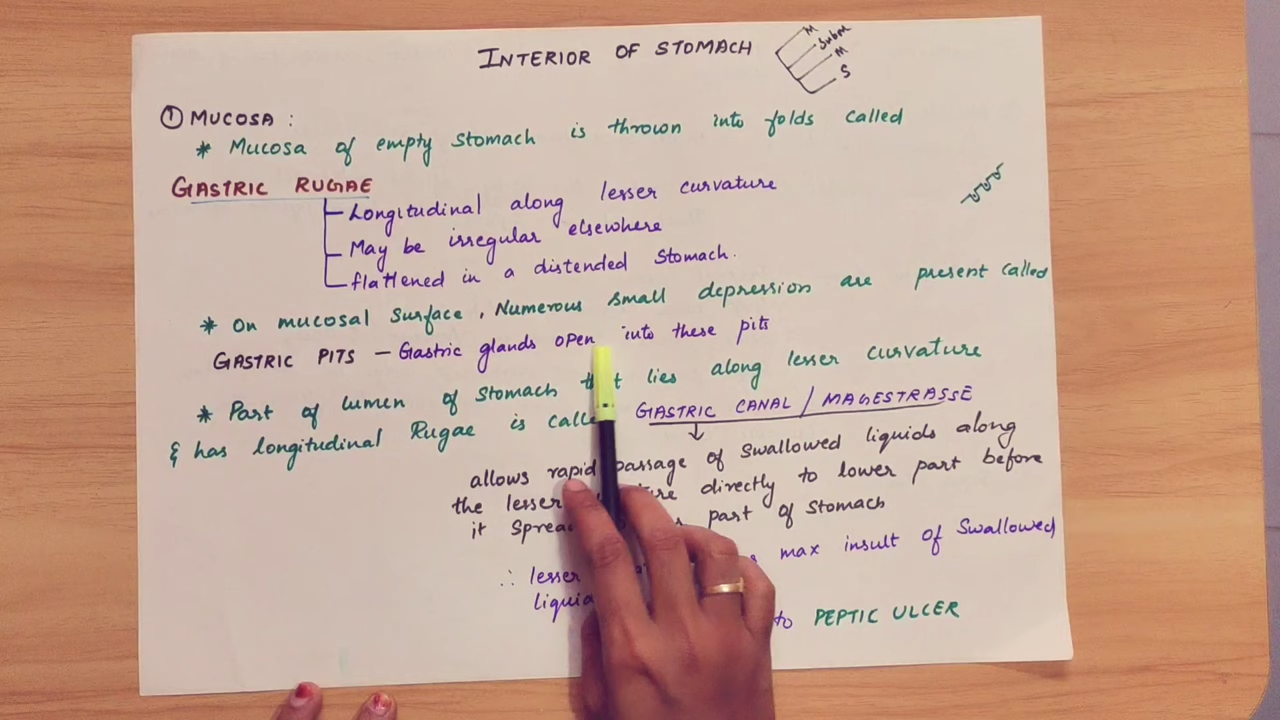 INTERIOR OF STOMACH
M
SubM
M
S
① MUCOSA :
* Mucosa of empty Stomach is thrown into folds called
GASTRIC RUGAE
Longitudinal along lesser curvature
May be irregular elsewhere
flattened in a distended Stomach.
* On mucosal Surface, Numerous small depression are present called
GASTRIC PITS – Gastric glands open into these pits
* Part of lumen of Stomach lies along lesser curvature
& has longitudinal Rugae is GASTRIC CANAL / MAGESTRASSE
allows rapid passage of Swallowed liquids along
the lesser directly to lower part before
it part of Stomach
∴ lesser max insult of Swallowed
to PEPTIC ULCER